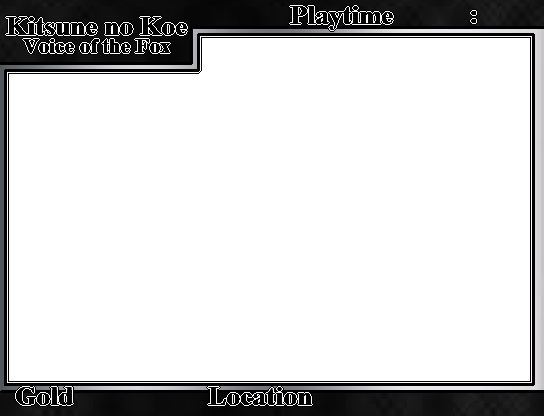 Kitsune no Koe
Voice of the Fox
Playtime :
Gold
Location